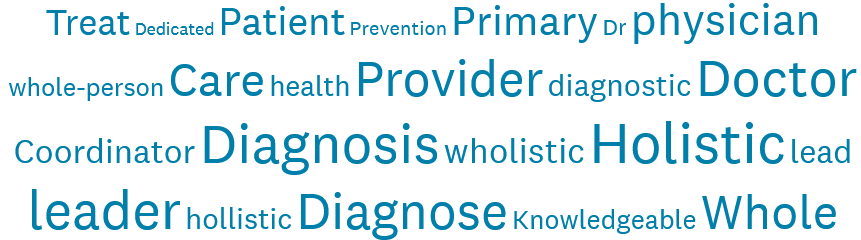 Treat Dedicated Patient Prevention Primary Dr physician
whole-person Care health Provider diagnostic Doctor
Coordinator Diagnosis wholistic Holistic lead
leader hollistic Diagnose Knowledgeable Whole